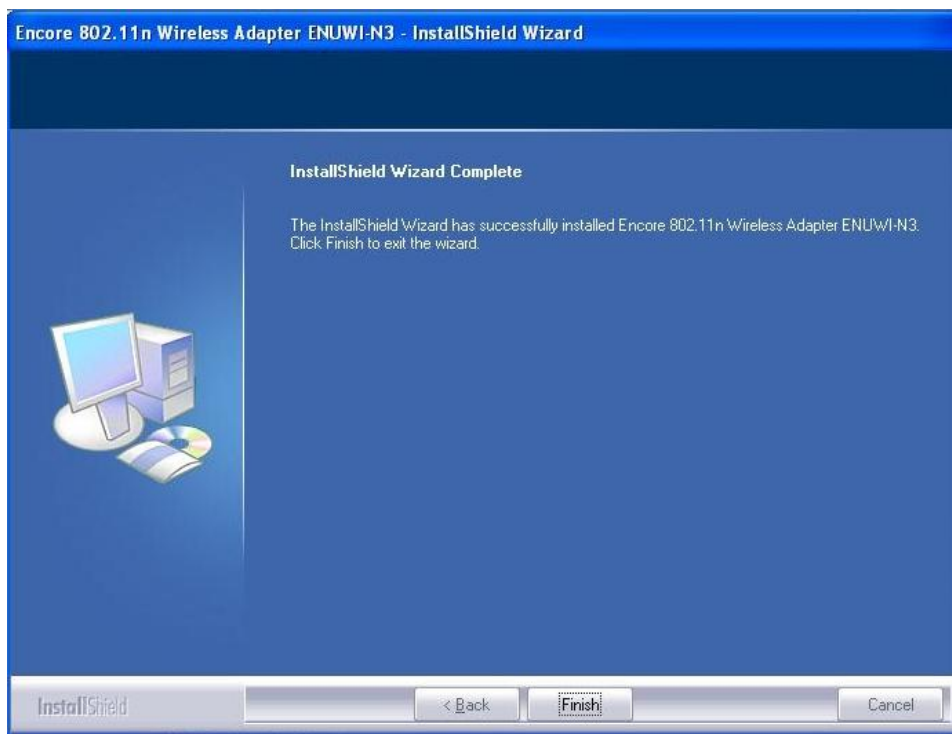 Encore 802.11n Wireless Adapter ENUWI-N3 - InstallShield Wizard
InstallShield Wizard Complete
The InstallShield Wizard has successfully installed Encore 802.11n Wireless Adapter ENUWI-N3.
Click Finish to exit the wizard.
InstallShield
< Back
Finish
Cancel